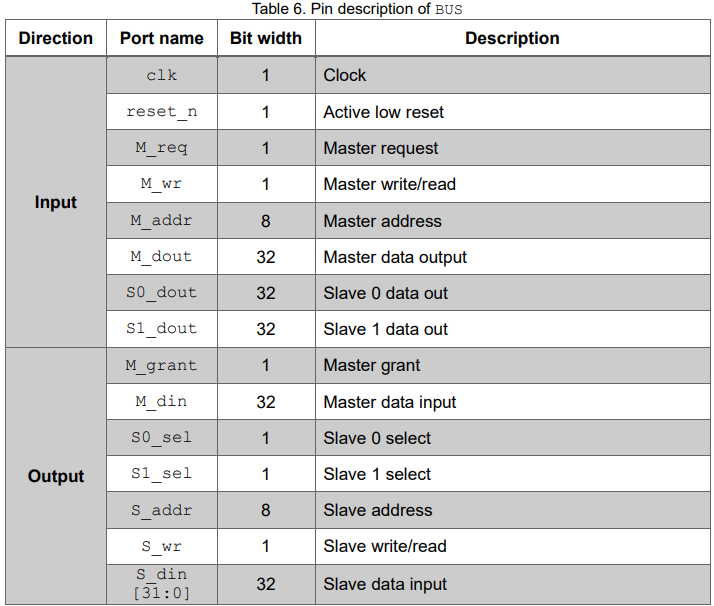 Table 6. Pin description of BUS
Direction Port name Bit width Description
Input
clk 1 Clock
reset_n 1 Active low reset
M_req 1 Master request
M_wr 1 Master write/read
M_addr 8 Master address
M_dout 32 Master data output
S0_dout 32 Slave 0 data out
S1_dout 32 Slave 1 data out
Output
M_grant 1 Master grant
M_din 32 Master data input
S0_sel 1 Slave 0 select
S1_sel 1 Slave 1 select
S_addr 8 Slave address
S_wr 1 Slave write/read
S_din
[31:0] 32 Slave data input